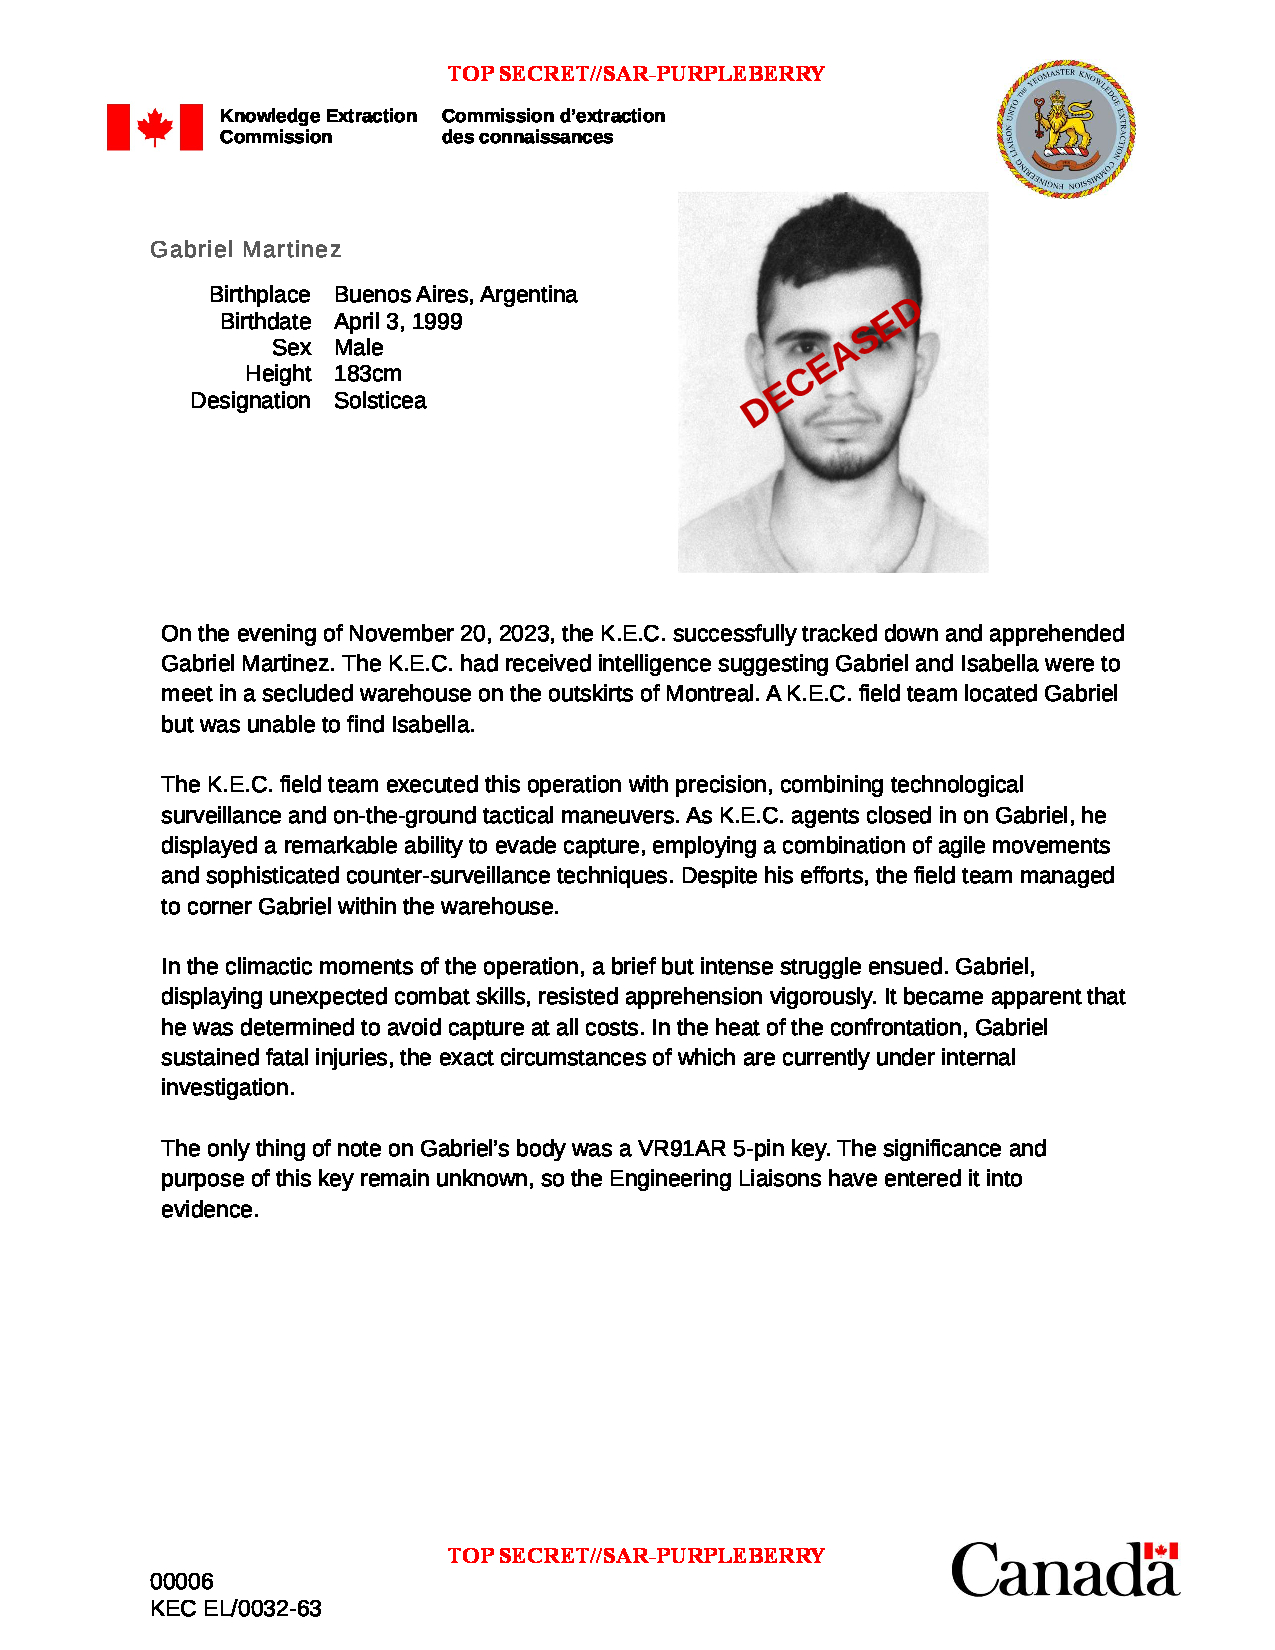 TOP SECRET//SAR-PURPLEBERRY
Knowledge Extraction Commission d’extraction
Commission des connaissances
ENGINEERING LIAISON UNTO THE YEOMASTER KNOWLEDGE EXTRACTION COMMISSION
Gabriel Martinez
Birthplace Buenos Aires, Argentina
Birthdate April 3, 1999
Sex Male
Height 183cm
Designation Solsticea
DECEASED
On the evening of November 20, 2023, the K.E.C. successfully tracked down and apprehended
Gabriel Martinez. The K.E.C. had received intelligence suggesting Gabriel and Isabella were to
meet in a secluded warehouse on the outskirts of Montreal. A K.E.C. field team located Gabriel
but was unable to find Isabella.
The K.E.C. field team executed this operation with precision, combining technological
surveillance and on-the-ground tactical maneuvers. As K.E.C. agents closed in on Gabriel, he
displayed a remarkable ability to evade capture, employing a combination of agile movements
and sophisticated counter-surveillance techniques. Despite his efforts, the field team managed
to corner Gabriel within the warehouse.
In the climactic moments of the operation, a brief but intense struggle ensued. Gabriel,
displaying unexpected combat skills, resisted apprehension vigorously. It became apparent that
he was determined to avoid capture at all costs. In the heat of the confrontation, Gabriel
sustained fatal injuries, the exact circumstances of which are currently under internal
investigation.
The only thing of note on Gabriel’s body was a VR91AR 5-pin key. The significance and
purpose of this key remain unknown, so the Engineering Liaisons have entered it into
evidence.
TOP SECRET//SAR-PURPLEBERRY
00006
KEC EL/0032-63
Canada